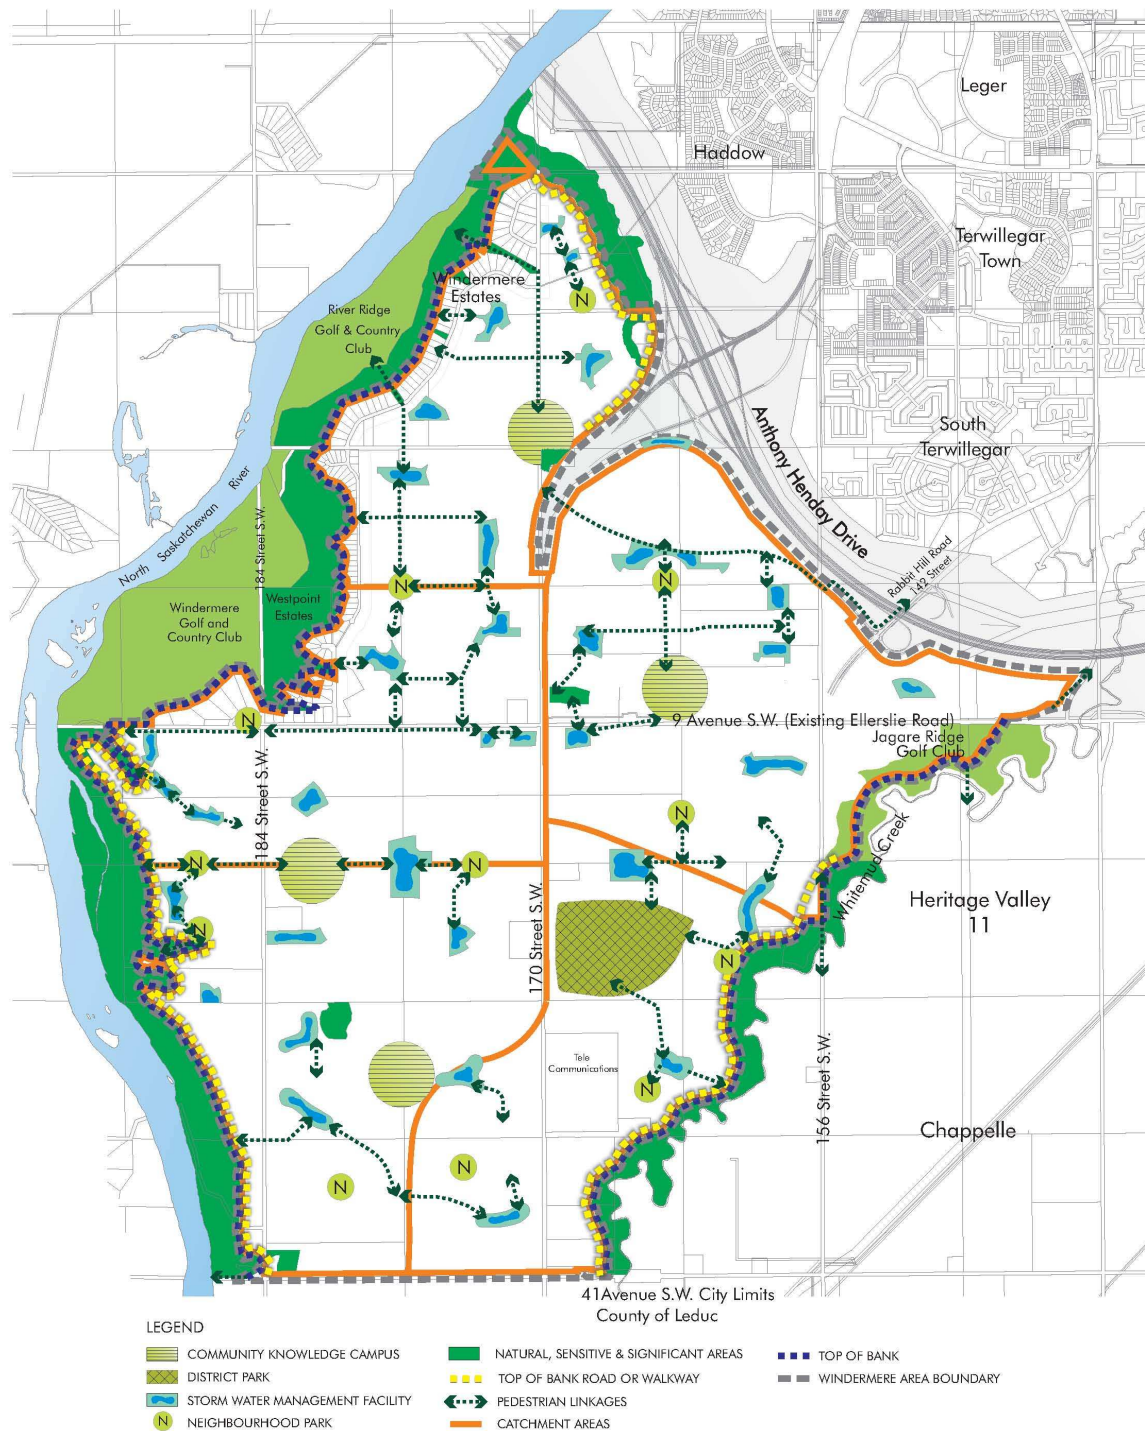 Leger
Haddow
Terwillegar
Town
Windermere
Estates
River Ridge
Golf & Country
Club
Anthony Henday Drive
South
Terwillegar
North Saskatchewan River
184 Street S.W.
Rabbit Hill Road
142 Street
Westpoint
Estates
Windermere
Golf and
Country Club
N
N
N
N
9 Avenue S.W. (Existing Ellerslie Road)
Jagare Ridge
Golf Club
184 Street S.W.
N
N
N
Whitemud Creek
Heritage Valley
11
170 Street S.W.
N
N
Tele
Communications
156 Street S.W.
N
Chappelle
N
N
41Avenue S.W. City Limits
County of Leduc
LEGEND
COMMUNITY KNOWLEDGE CAMPUS
DISTRICT PARK
STORM WATER MANAGEMENT FACILITY
N NEIGHBOURHOOD PARK
NATURAL, SENSITIVE & SIGNIFICANT AREAS
TOP OF BANK ROAD OR WALKWAY
PEDESTRIAN LINKAGES
CATCHMENT AREAS
TOP OF BANK
WINDERMERE AREA BOUNDARY